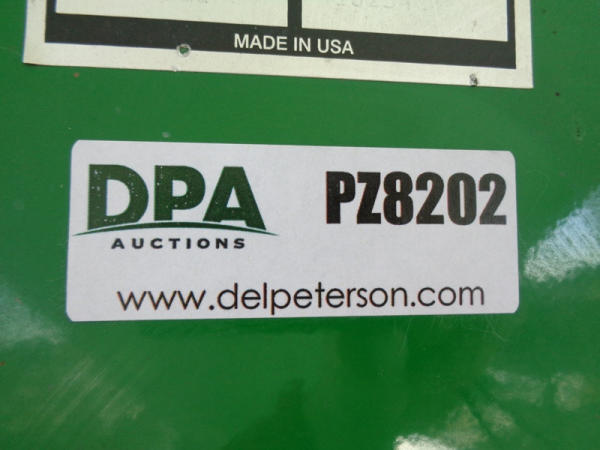 MADE IN USA
DPA PZ8202
AUCTIONS
www.delpeterson.com